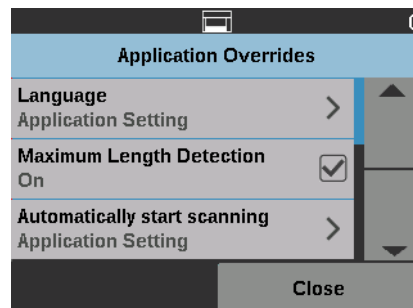 Application Overrides
Language
Application Setting
Maximum Length Detection
On
Automatically start scanning
Application Setting
Close